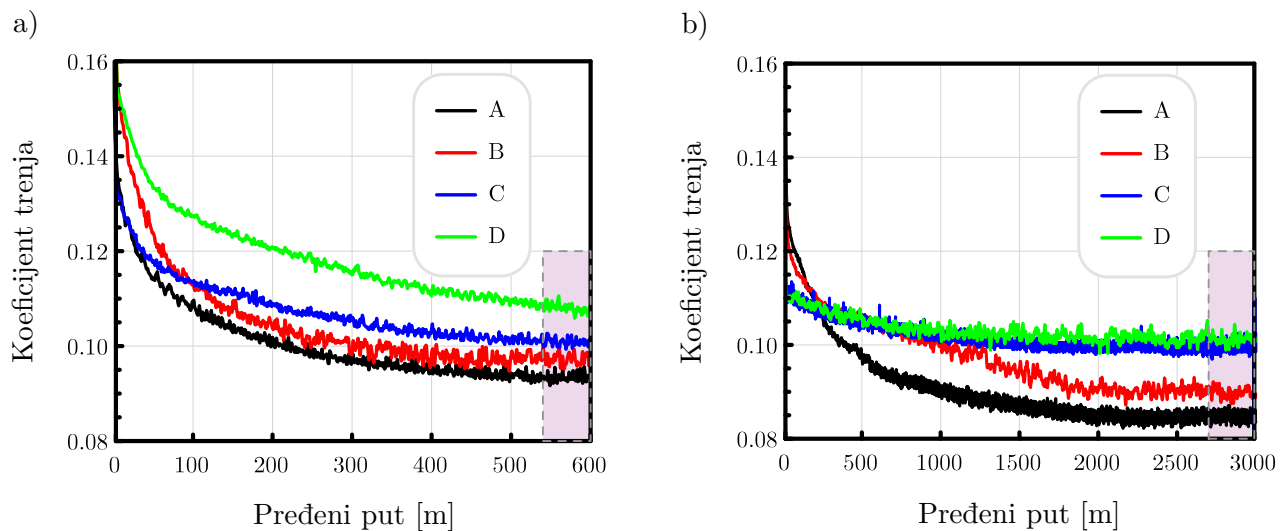 a)
0.16
0.14
0.12
0.10
0.08
Koeficijent trenja
A
B
C
D
0
100
200
300
400
500
600
Pređeni put [m]
b)
0.16
0.14
0.12
0.10
0.08
Koeficijent trenja
A
B
C
D
0
500
1000
1500
2000
2500
3000
Pređeni put [m]